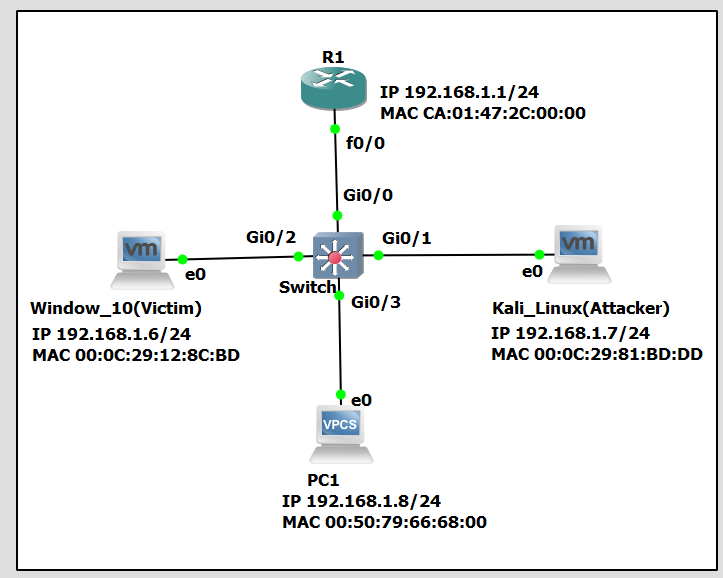 R1
IP 192.168.1.1/24
MAC CA:01:47:2C:00:00
f0/0
Gi0/0
Gi0/2
Gi0/1
vm
vm
e0
e0
Switch
Gi0/3
Window_10(Victim)
IP 192.168.1.6/24
MAC 00:0C:29:12:8C:BD
Kali_Linux(Attacker)
IP 192.168.1.7/24
MAC 00:0C:29:81:BD:DD
e0
VPCS
PC1
IP 192.168.1.8/24
MAC 00:50:79:66:68:00